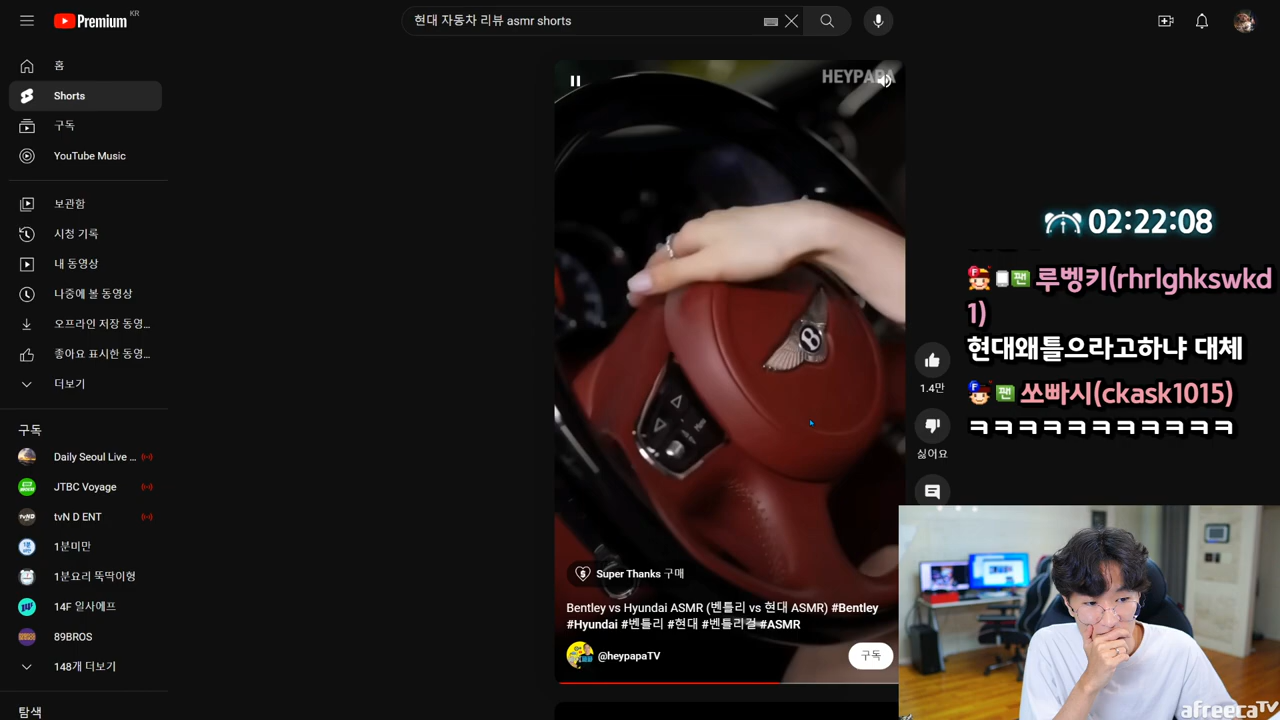 Premium KR
현대 자동차 리뷰 asmr shorts
홈
Shorts
구독
YouTube Music
보관함
시청 기록
내 동영상
나중에 볼 동영상
오프라인 저장 동영...
좋아요 표시한 동영...
더보기
구독
Daily Seoul Live ...
JTBC Voyage
tvN D ENT
1분미만
1분요리 뚝딱이형
14F 일사에프
89BROS
148개 더보기
탐색
HEYPAPA
B
Super Thanks 구매
Bentley vs Hyundai ASMR (벤틀리 vs 현대 ASMR) #Bentley
#Hyundai #벤틀리 #현대 #벤틀리컬 #ASMR
@heypapaTV
구독
1.4만
싫어요
02:22:08
팬 루벵키(rhrlghkswkd
1)
현대왜틀으라고하냐 대체
팬 쏘빠시(ckask1015)
ㅋㅋㅋㅋㅋㅋㅋㅋㅋㅋㅋ
afreecaTV